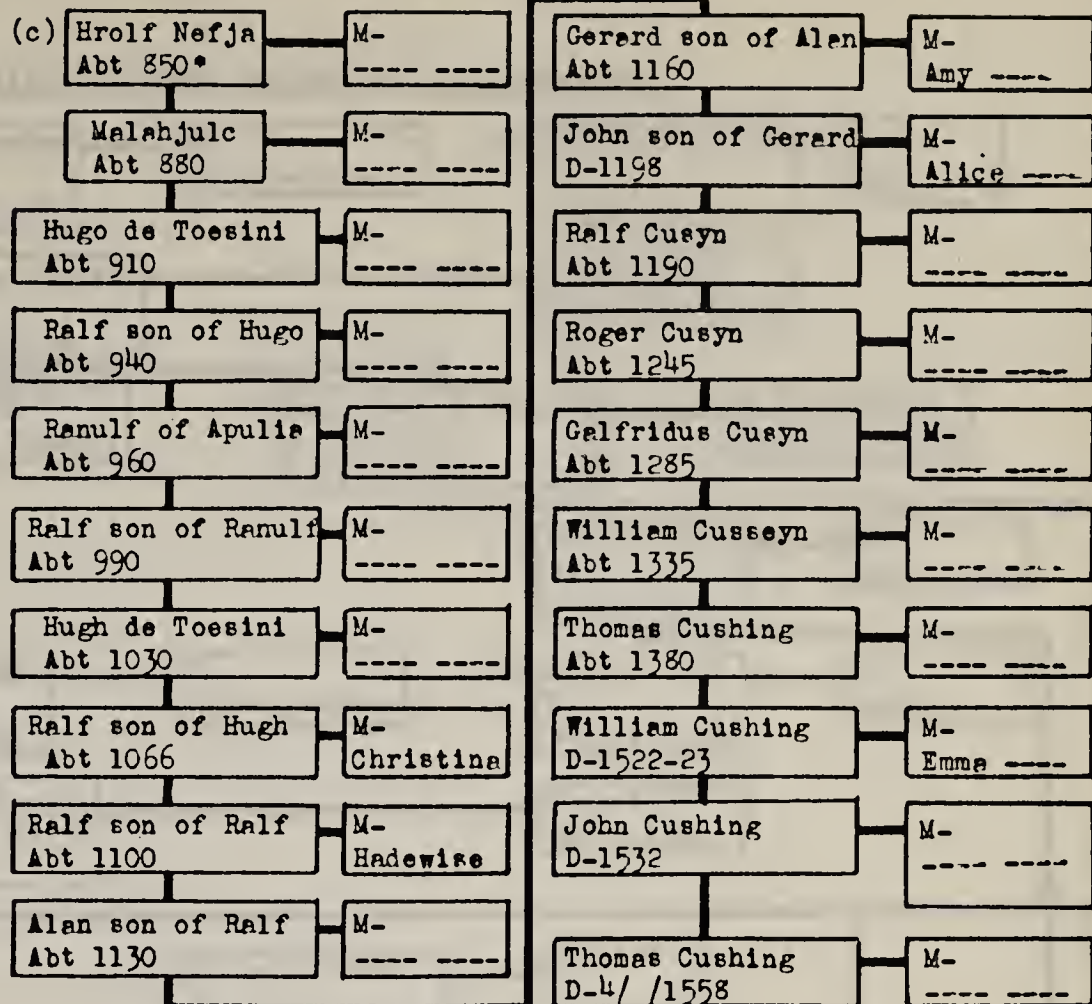 (c) Hrolf Nefja
Abt 850*
M-
---- ----
Malahjulc
Abt 880
M-
---- ----
Hugo de Toesini
Abt 910
M-
---- ----
Ralf son of Hugo
Abt 940
M-
---- ----
Ranulf of Apulia
Abt 960
M-
---- ----
Ralf son of Ranulf
Abt 990
M-
---- ----
Hugh de Toesini
Abt 1030
M-
---- ----
Ralf son of Hugh
Abt 1066
M-
Christina
Ralf son of Ralf
Abt 1100
M-
Hadewise
Alan son of Ralf
Abt 1130
M-
---- ----
Gerard son of Alan
Abt 1160
M-
Amy ----
John son of Gerard
D-1198
M-
Alice ----
Ralf Cusyn
Abt 1190
M-
---- ----
Roger Cusyn
Abt 1245
M-
---- ----
Galfridus Cusyn
Abt 1285
M-
---- ----
William Cusseyn
Abt 1335
M-
---- ----
Thomas Cushing
Abt 1380
M-
---- ----
William Cushing
D-1522-23
M-
Emma ----
John Cushing
D-1532
M-
---- ----
Thomas Cushing
D-4/ /1558
M-
---- ----